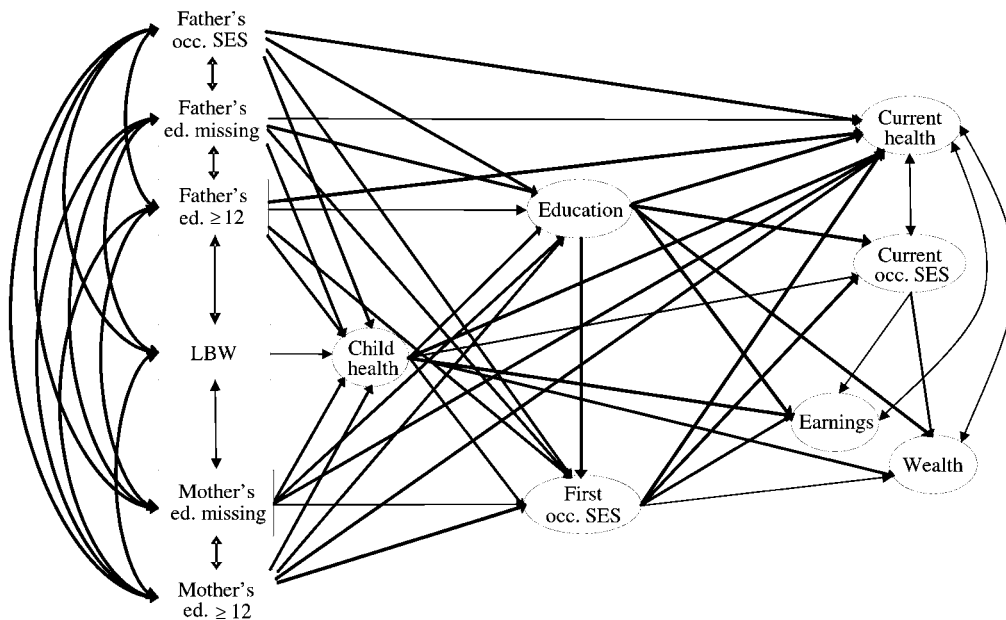 Father's
occ. SES
Father's
ed. missing
Father's
ed. ≥ 12
LBW
Mother's
ed. missing
Mother's
ed. ≥ 12
Child
health
Education
First
occ. SES
Current
health
Current
occ. SES
Earnings
Wealth